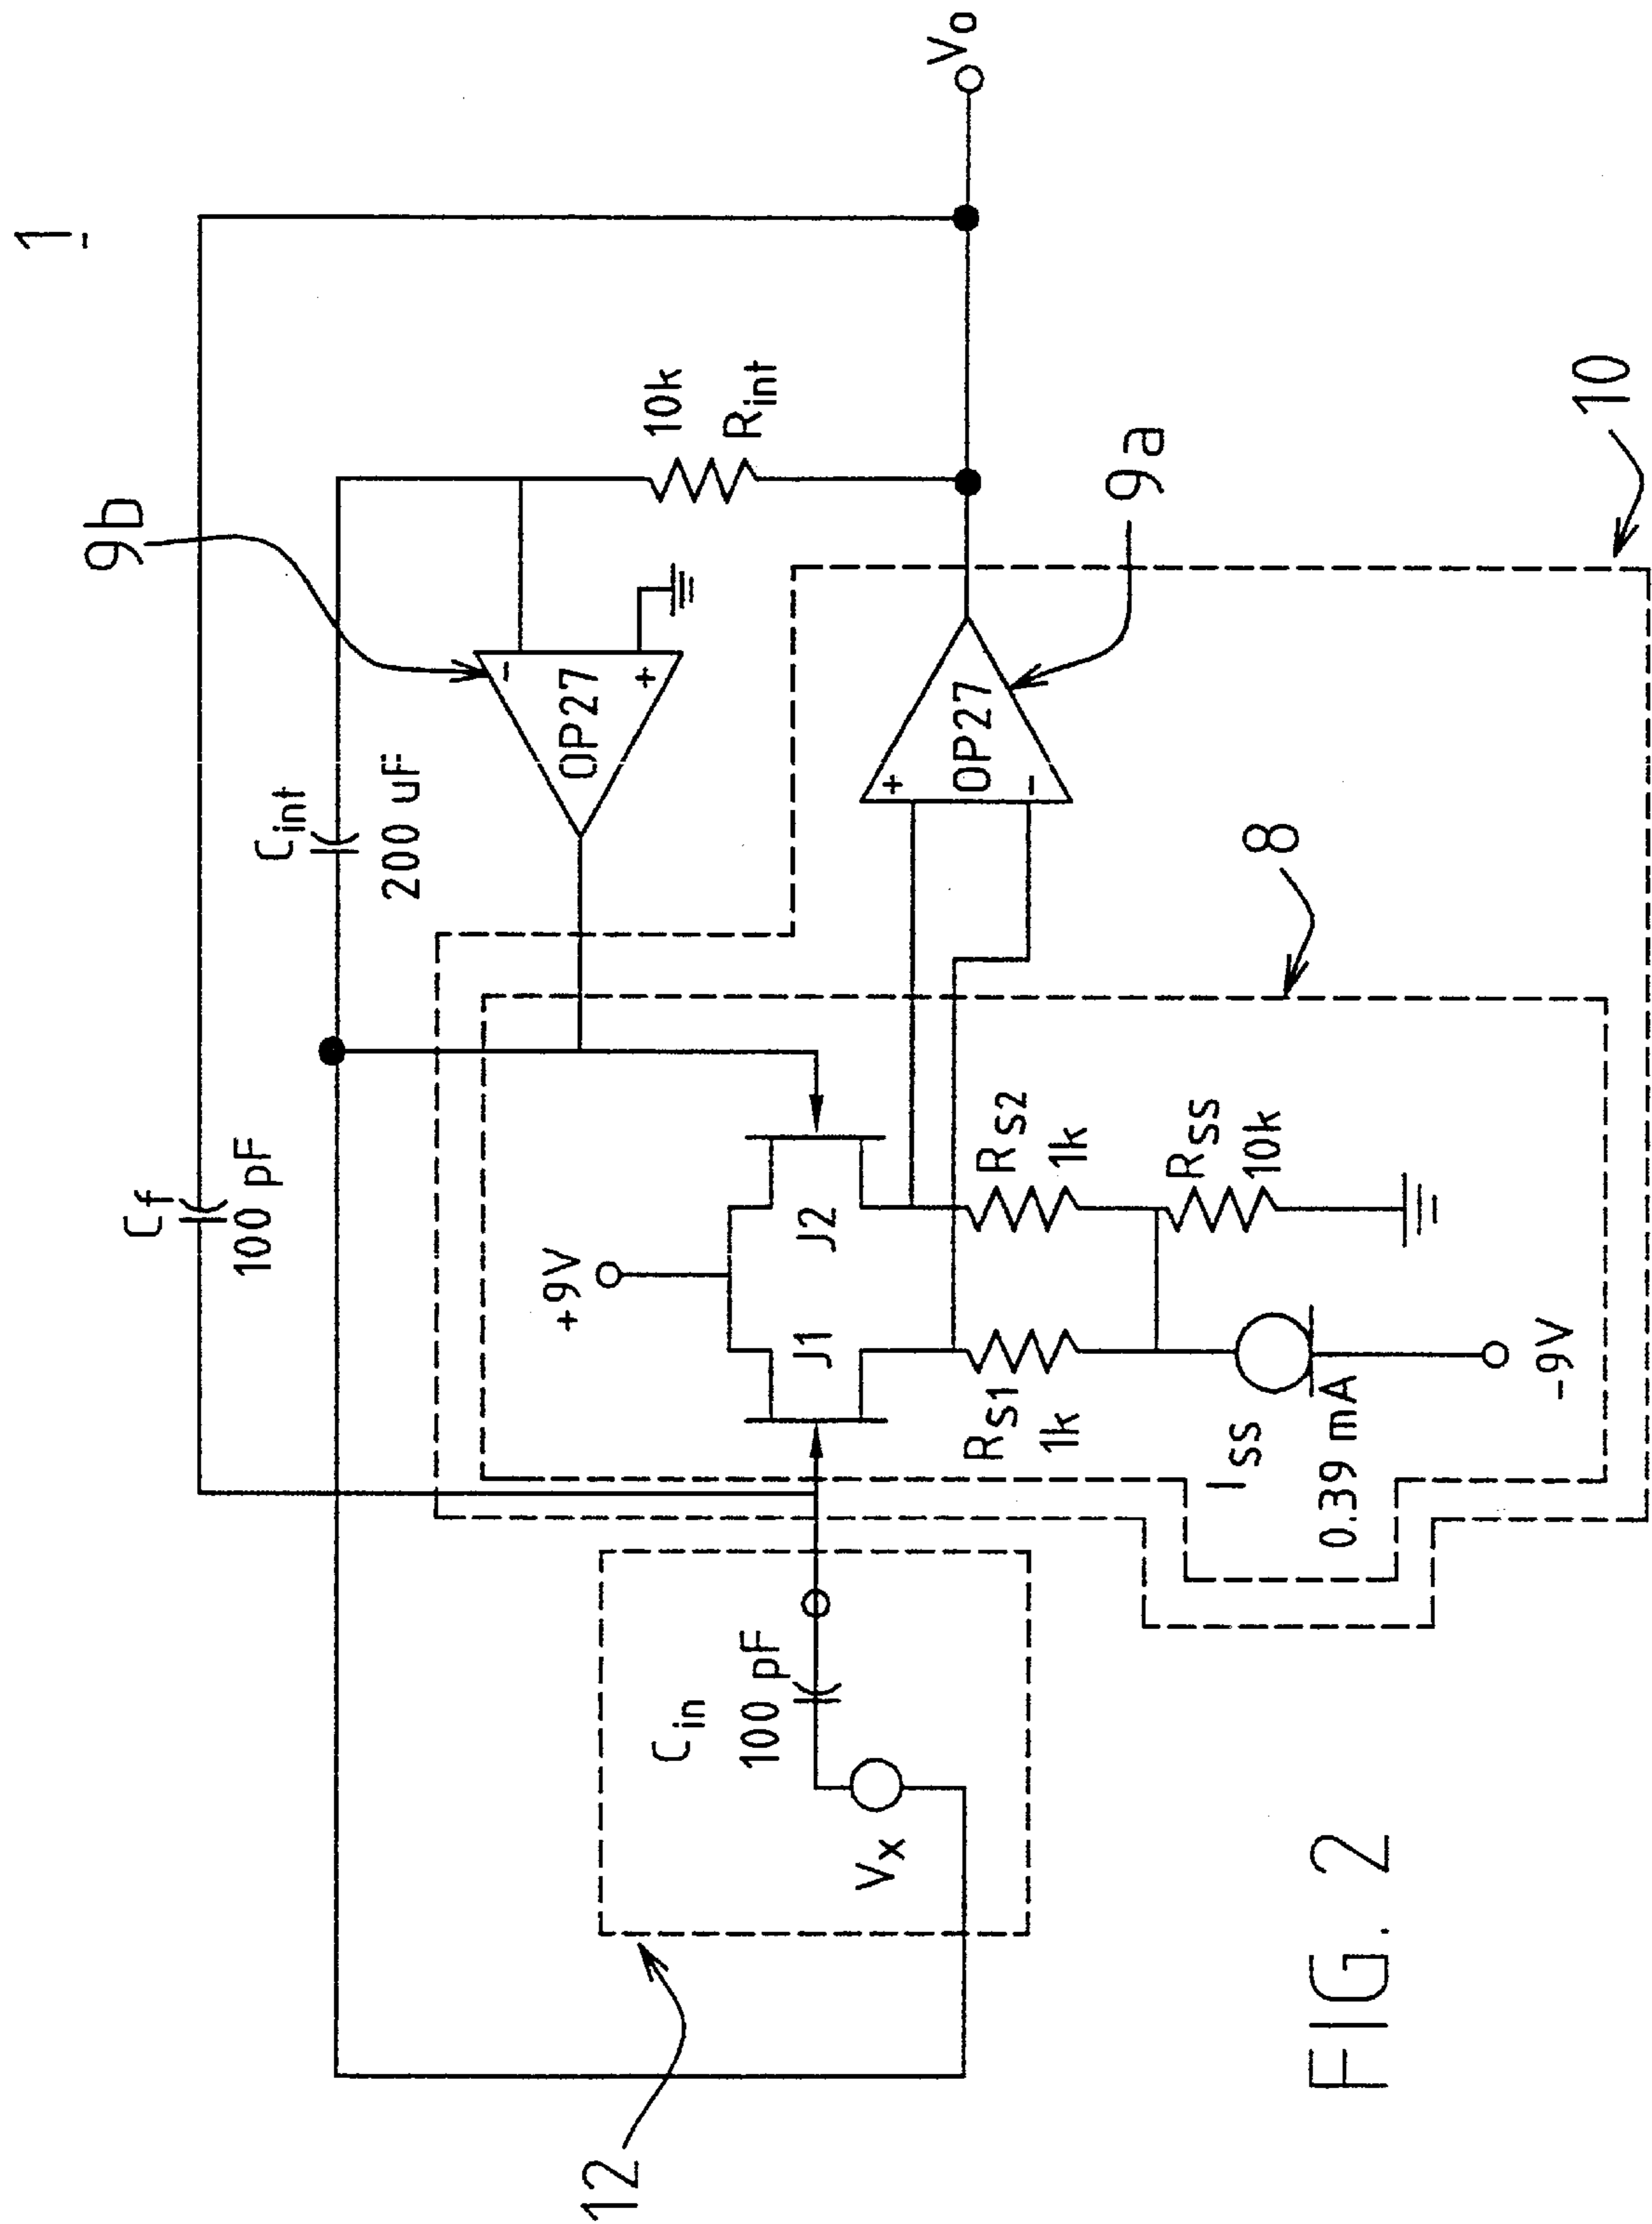 1
9b
Cf
100 pF
Cint
200 uF
10k
Rint
Vo
-
OP27
+
+9V
J1
J2
+
OP27
-
9a
Cin
100 pF
Vx
12
RS1
1k
RS2
1k
RSS
10k
8
ISS
0.39 mA
-9V
10
FIG. 2